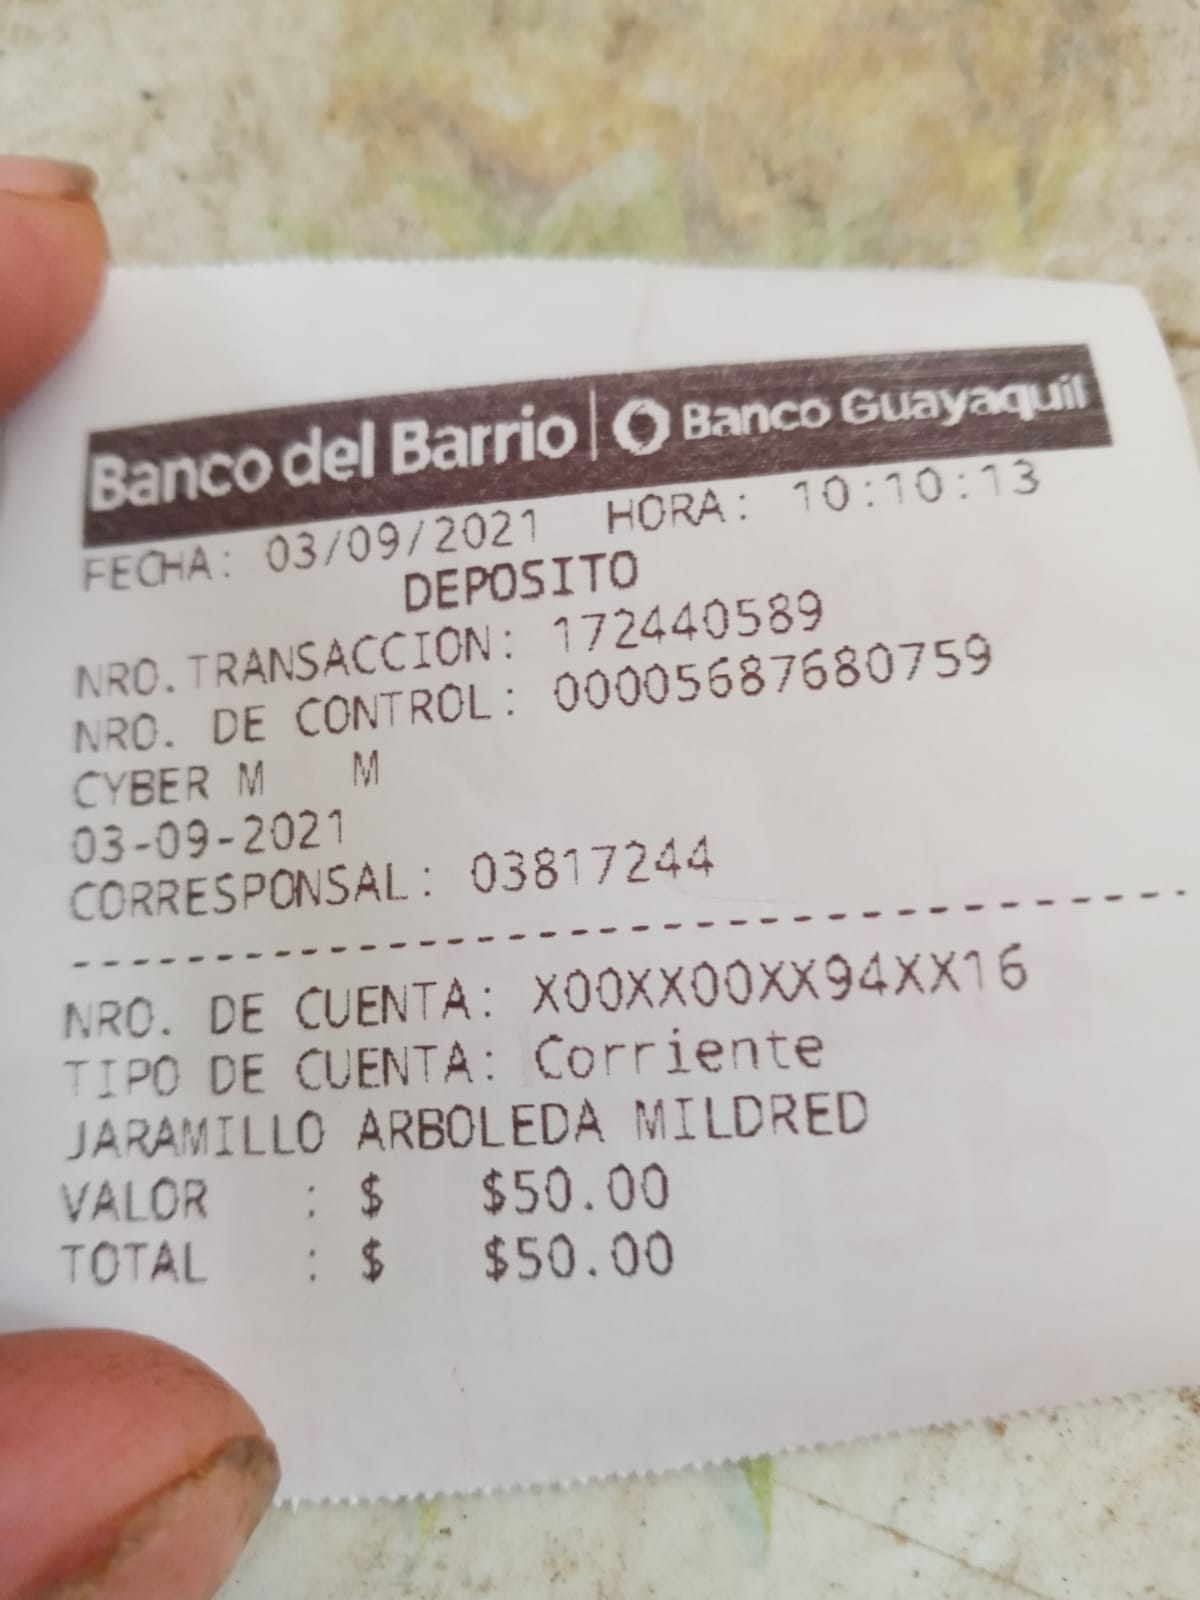 Banco del Barrio | Banco Guayaquil
FECHA: 03/09/2021 HORA: 10:10:13
DEPOSITO
NRO.TRANSACCION: 172440589
NRO. DE CONTROL: 00005687680759
CYBER M M
03-09-2021
CORRESPONSAL: 03817244
--------------------------------
NRO. DE CUENTA: X00XX00XX94XX16
TIPO DE CUENTA: Corriente
JARAMILLO ARBOLEDA MILDRED
VALOR : $ $50.00
TOTAL : $ $50.00